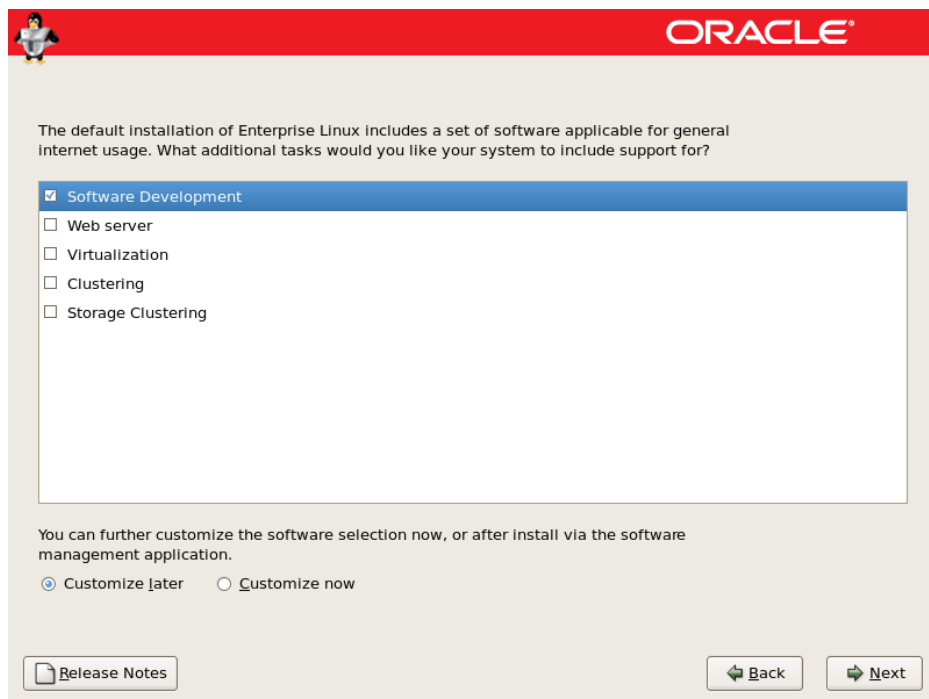 ORACLE®
The default installation of Enterprise Linux includes a set of software applicable for general
internet usage. What additional tasks would you like your system to include support for?
Software Development
Web server
Virtualization
Clustering
Storage Clustering
You can further customize the software selection now, or after install via the software
management application.
Customize later Customize now
Release Notes Back Next